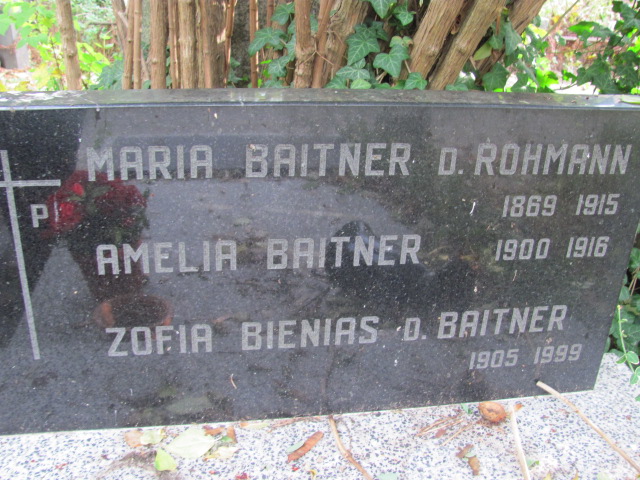 MARIA BAITNER D. ROHMANN
P
1869 1915
AMELIA BAITNER 1900 1916
ZOFIA BIENIAS D. BAITNER
1905 1999